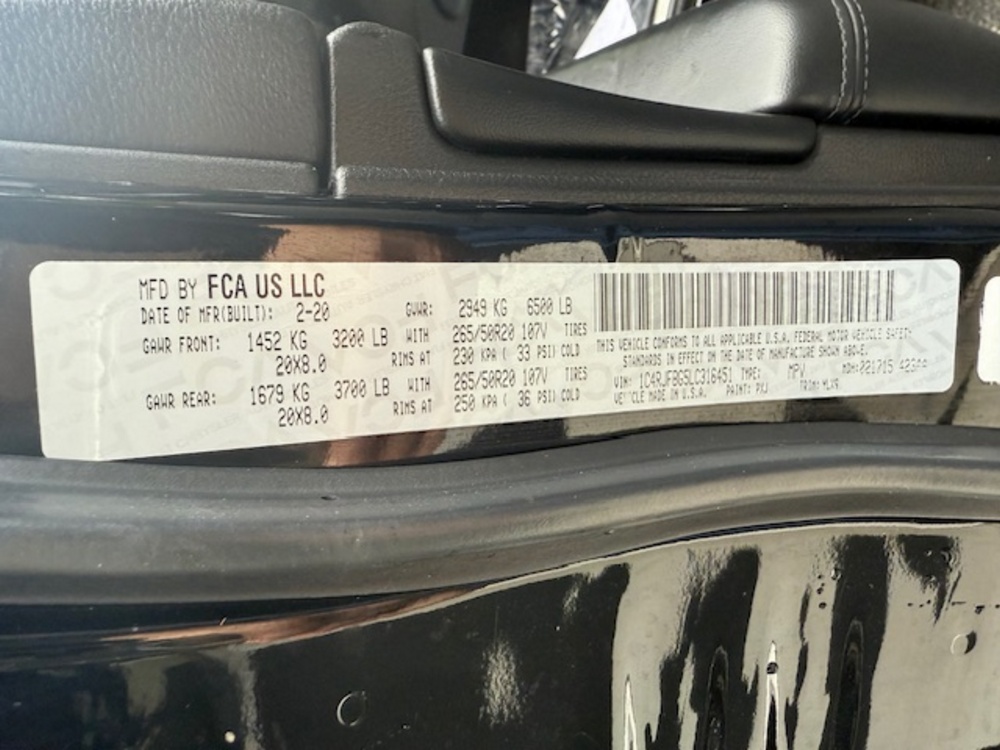 MFD BY FCA US LLC
DATE OF MFR(BUILT): 2-20 GVWR: 2949 KG 6500 LB
GAWR FRONT: 1452 KG 3200 LB WITH 265/50R20 107V TIRES
20X8.0 RIMS AT 230 KPA ( 33 PSI) COLD
GAWR REAR: 1679 KG 3700 LB WITH 265/50R20 107V TIRES
20X8.0 RIMS AT 250 KPA ( 36 PSI) COLD
THIS VEHICLE CONFORMS TO ALL APPLICABLE U.S.A. FEDERAL MOTOR VEHICLE SAFETY
STANDARDS IN EFFECT ON THE DATE OF MANUFACTURE SHOWN ABOVE.
VIN: 1C4RJFBG5LC316451 TYPE: MPV MDH:021715
VEHICLE MADE IN U.S.A. PAINT: PXJ TRIM: